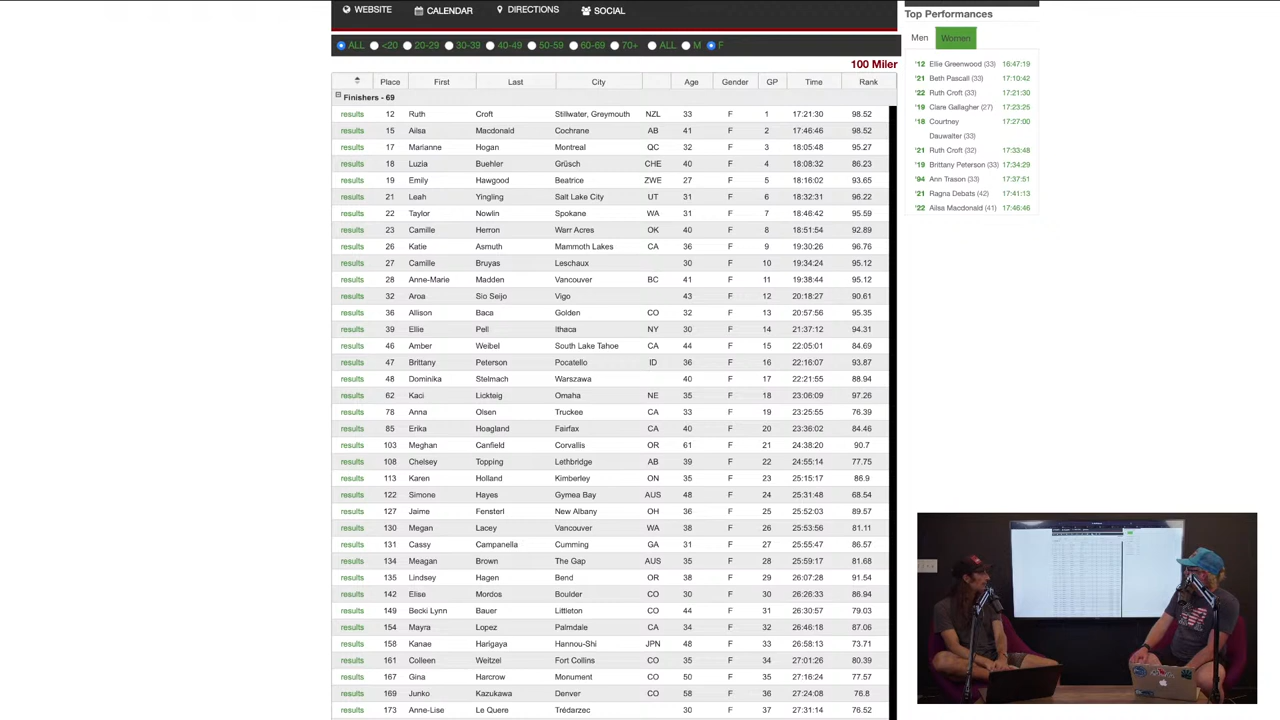 WEBSITE CALENDAR DIRECTIONS SOCIAL
ALL <20 20-29 30-39 40-49 50-59 60-69 70+ ALL M F
100 Miler
Place First Last City Age Gender GP Time Rank
Finishers - 69
results 12 Ruth Croft Stillwater, Greymouth NZL 33 F 1 17:21:30 98.52
results 15 Ailsa Macdonald Cochrane AB 41 F 2 17:46:46 98.52
results 17 Marianne Hogan Montreal QC 32 F 3 18:05:48 95.27
results 18 Luzia Buehler Grüsch CHE 40 F 4 18:08:32 86.23
results 19 Emily Hawgood Beatrice ZWE 27 F 5 18:16:02 93.65
results 21 Leah Yingling Salt Lake City UT 31 F 6 18:32:31 96.22
results 22 Taylor Nowlin Spokane WA 31 F 7 18:46:42 95.59
results 23 Camille Herron Warr Acres OK 40 F 8 18:51:54 92.89
results 26 Katie Asmuth Mammoth Lakes CA 36 F 9 19:30:26 96.76
results 27 Camille Bruyas Leschaux 30 F 10 19:34:24 95.12
results 28 Anne-Marie Madden Vancouver BC 41 F 11 19:38:44 95.12
results 32 Aroa Sio Seijo Vigo 43 F 12 20:18:27 90.61
results 36 Allison Baca Golden CO 32 F 13 20:57:56 95.35
results 39 Ellie Pell Ithaca NY 30 F 14 21:37:12 94.31
results 46 Amber Weibel South Lake Tahoe CA 44 F 15 22:05:01 84.69
results 47 Brittany Peterson Pocatello ID 36 F 16 22:16:07 93.87
results 48 Dominika Stelmach Warszawa 40 F 17 22:21:55 88.94
results 62 Kaci Lickteig Omaha NE 35 F 18 23:06:09 97.26
results 78 Anna Olsen Truckee CA 33 F 19 23:25:55 76.39
results 85 Erika Hoagland Fairfax CA 40 F 20 23:36:02 84.46
results 103 Meghan Canfield Corvallis OR 61 F 21 24:38:20 90.7
results 108 Chelsey Topping Lethbridge AB 39 F 22 24:55:14 77.75
results 113 Karen Holland Kimberley ON 35 F 23 25:15:17 86.9
results 122 Simone Hayes Gymea Bay AUS 48 F 24 25:31:48 68.54
results 127 Jaime Fensterl New Albany OH 36 F 25 25:52:03 89.57
results 130 Megan Lacey Vancouver WA 38 F 26 25:53:56 81.11
results 131 Cassy Campanella Cumming GA 31 F 27 25:55:47 86.57
results 134 Meagan Brown The Gap AUS 35 F 28 25:59:17 81.68
results 135 Lindsey Hagen Bend OR 38 F 29 26:07:28 91.54
results 142 Elise Mordos Boulder CO 30 F 30 26:26:33 86.94
results 149 Becki Lynn Bauer Littleton CO 44 F 31 26:30:57 79.03
results 154 Mayra Lopez Palmdale CA 34 F 32 26:46:18 87.06
results 158 Kanae Harigaya Hannou-Shi JPN 48 F 33 26:58:13 73.71
results 161 Colleen Weitzel Fort Collins CO 35 F 34 27:01:26 80.39
results 167 Gina Harcrow Monument CO 50 F 35 27:16:24 77.57
results 169 Junko Kazukawa Denver CO 58 F 36 27:24:08 76.8
results 173 Anne-Lise Le Quere Trédarzec 30 F 37 27:31:14 76.52
Top Performances
Men Women
'12 Ellie Greenwood (33) 16:47:19
'21 Beth Pascall (33) 17:10:42
'22 Ruth Croft (33) 17:21:30
'19 Clare Gallagher (27) 17:23:25
'18 Courtney 17:27:00
Dauwalter (33)
'21 Ruth Croft (32) 17:33:48
'19 Brittany Peterson (33) 17:34:29
'94 Ann Trason (33) 17:37:51
'21 Ragna Debats (42) 17:41:13
'22 Ailsa Macdonald (41) 17:46:46